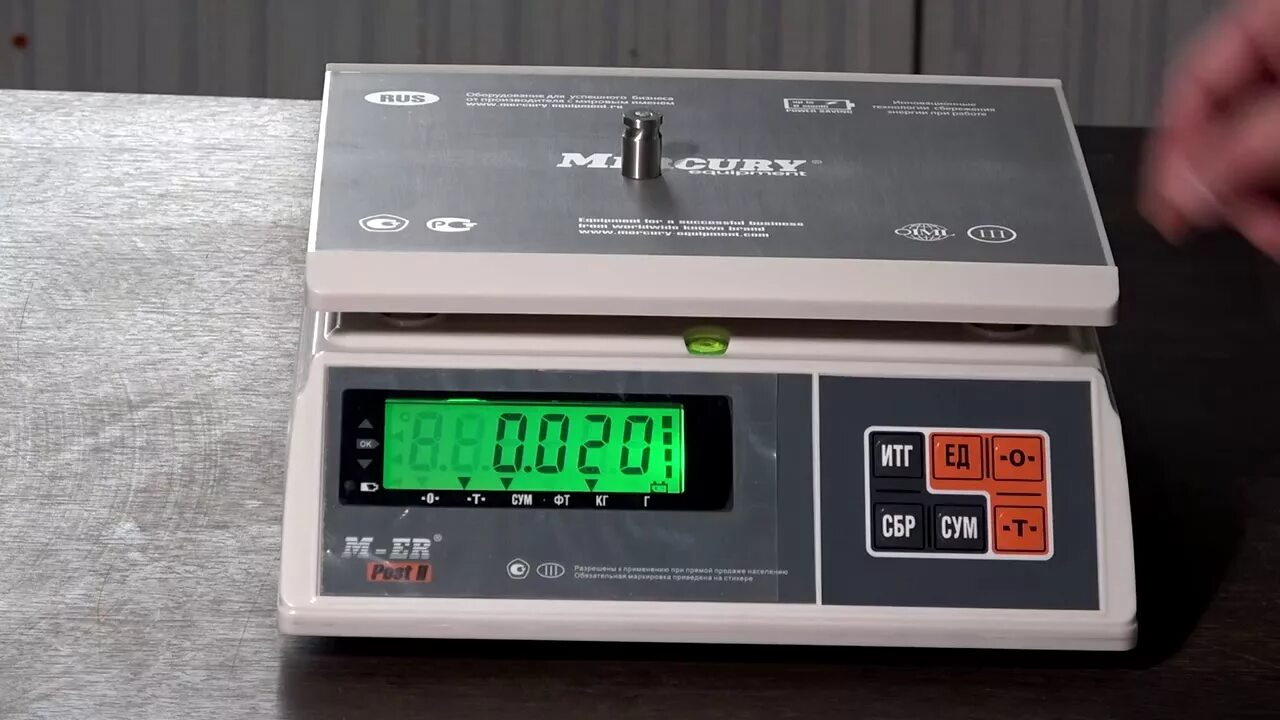 RUS
Оборудование для успешного бизнеса
от производителя с мировым именем
www.mercury-equipment.ru
POWER SAVING
Инновационные
технологии сбережения
энергии при работе
MERCURY®
equipment
РС
Equipment for a successful business
from worldwide known brand
www.mercury-equipment.com
III
0.020
OK
-0- -T- СУМ ФТ КГ Г
ИТГ ЕД -0-
СБР СУМ -T-
M-ER®
Post II
III
Разрешены к применению при прямой продаже населению
Обязательная маркировка приведена на стикере